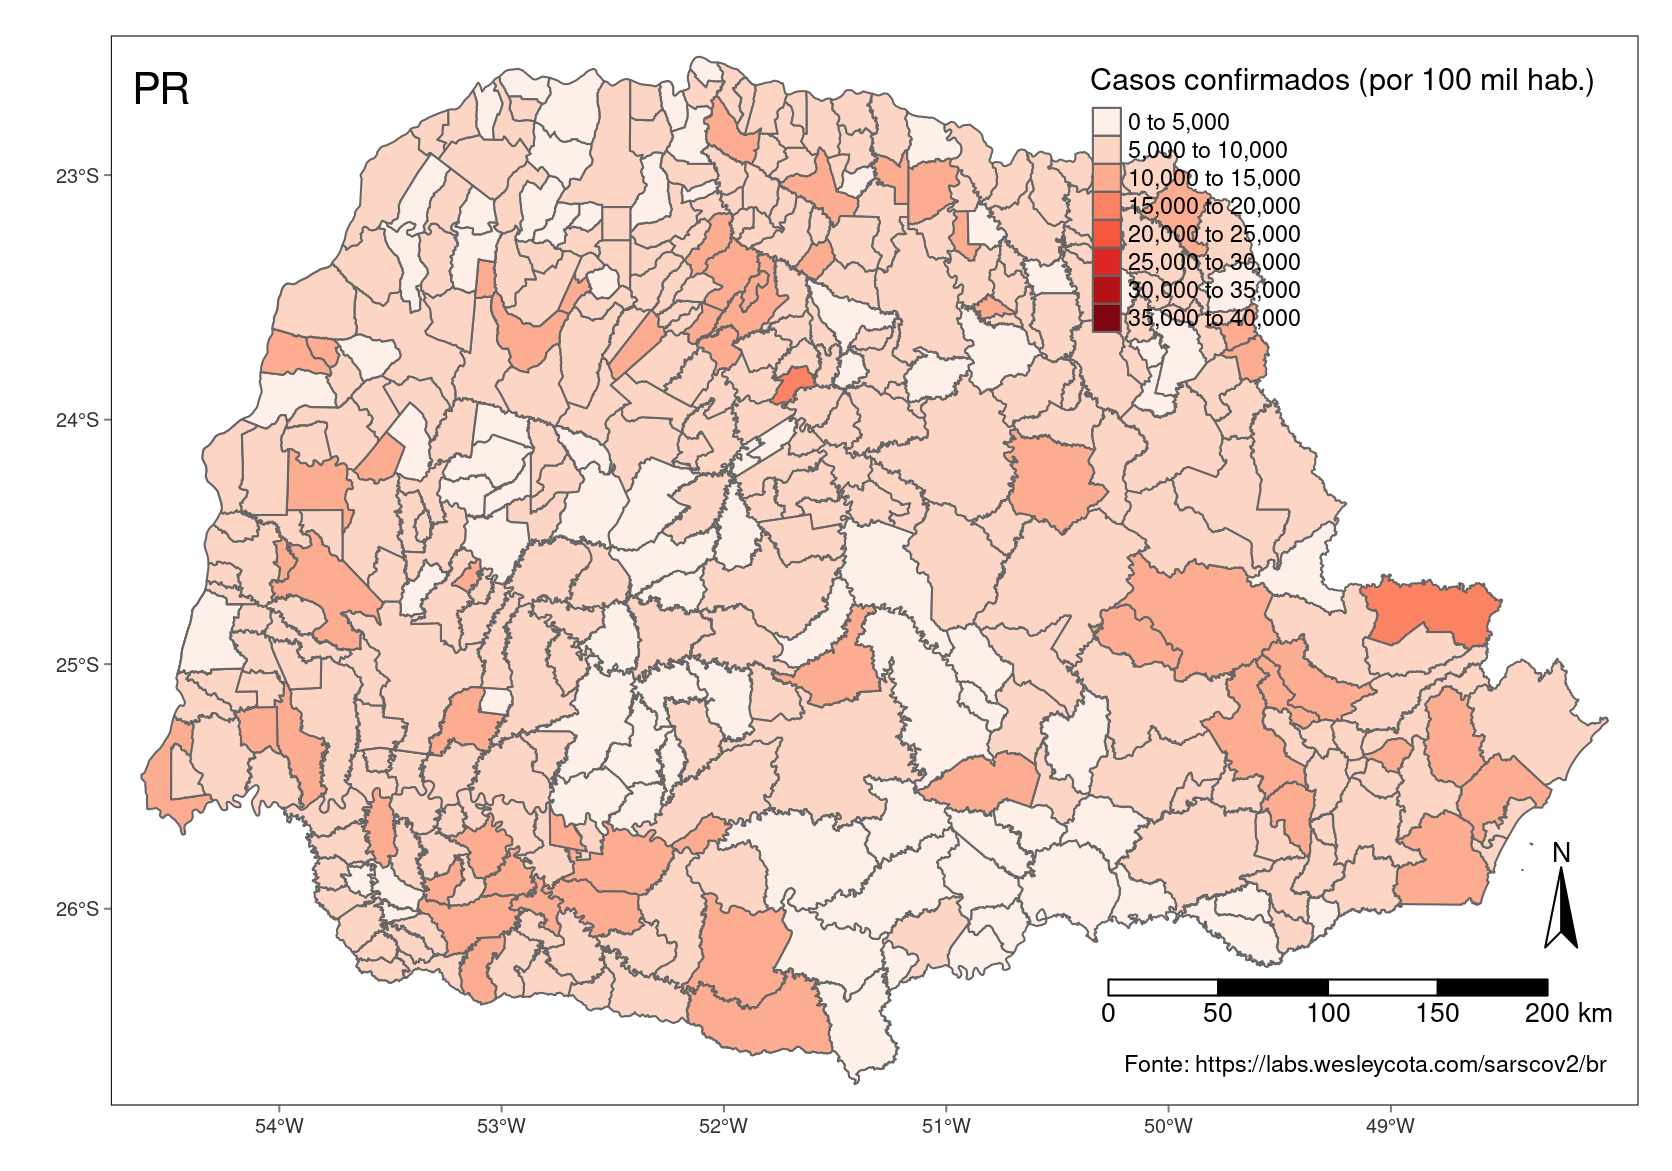 PR
Casos confirmados (por 100 mil hab.)
0 to 5,000
5,000 to 10,000
10,000 to 15,000
15,000 to 20,000
20,000 to 25,000
25,000 to 30,000
30,000 to 35,000
35,000 to 40,000
23°S
24°S
25°S
26°S
N
0 50 100 150 200 km
Fonte: https://labs.wesleycota.com/sarscov2/br
54°W 53°W 52°W 51°W 50°W 49°W